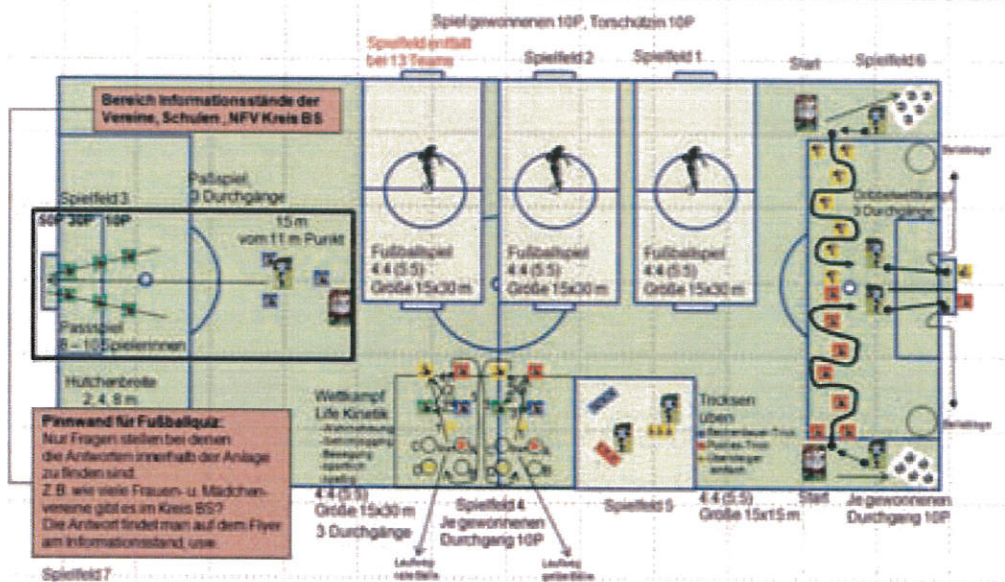 Spiel gewonnenen 10P, Torschützin 10P
Spielfeld entfällt
bei 13 Teams
Spielfeld 2
Spielfeld 1
Start
Spielfeld 6
Bereich Informationsstände der
Vereine, Schulen, NFV Kreis BS
Spielfeld 3
50P 30P 10P
Paßspiel,
3 Durchgänge
15 m
vom 11 m Punkt
Passspiel
8 – 10 Spielerinnen
Hütchenbreite
2, 4, 8 m
Fußballspiel
4:4 (5:5)
Größe 15x30 m
Fußballspiel
4:4 (5:5)
Größe 15x30 m
Fußballspiel
4:4 (5:5)
Größe 15x30 m
Dribbelwettkampf
3 Durchgänge
Pinnwand für Fußballquiz:
Nur Fragen stellen bei denen
die Antworten innerhalb der Anlage
zu finden sind.
Z.B. wie viele Frauen- u. Mädchen-
vereine gibt es im Kreis BS?
Die Antwort findet man auf dem Flyer
am Informationsstand, usw.
Spielfeld 7
Wettkampf
Life Kinetik
-Wahrnehmung
-Bewegung
4:4 (5:5)
Größe 15x30 m
3 Durchgänge
Spielfeld 4
Je gewonnenen
Durchgang 10P
Laufweg
Laufweg
Spielfeld 5
Tricksen
üben
4:4 (5:5)
Größe 15x15 m
Start
Je gewonnenen
Durchgang 10P